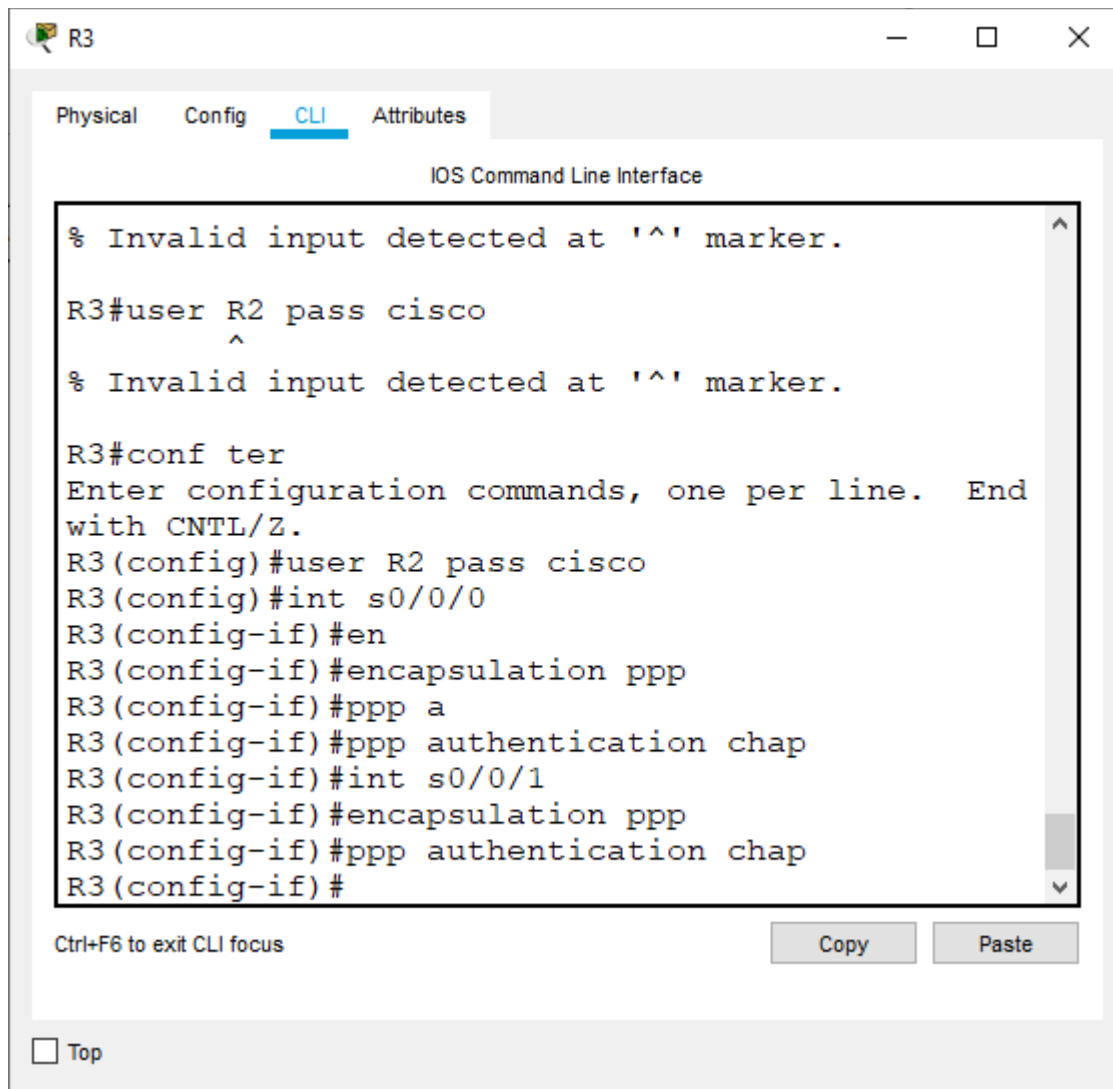 R3
Physical Config CLI Attributes
IOS Command Line Interface
% Invalid input detected at '^' marker.
R3#user R2 pass cisco
^
% Invalid input detected at '^' marker.
R3#conf ter
Enter configuration commands, one per line.  End
with CNTL/Z.
R3(config)#user R2 pass cisco
R3(config)#int s0/0/0
R3(config-if)#en
R3(config-if)#encapsulation ppp
R3(config-if)#ppp a
R3(config-if)#ppp authentication chap
R3(config-if)#int s0/0/1
R3(config-if)#encapsulation ppp
R3(config-if)#ppp authentication chap
R3(config-if)#
Ctrl+F6 to exit CLI focus
Copy Paste
Top